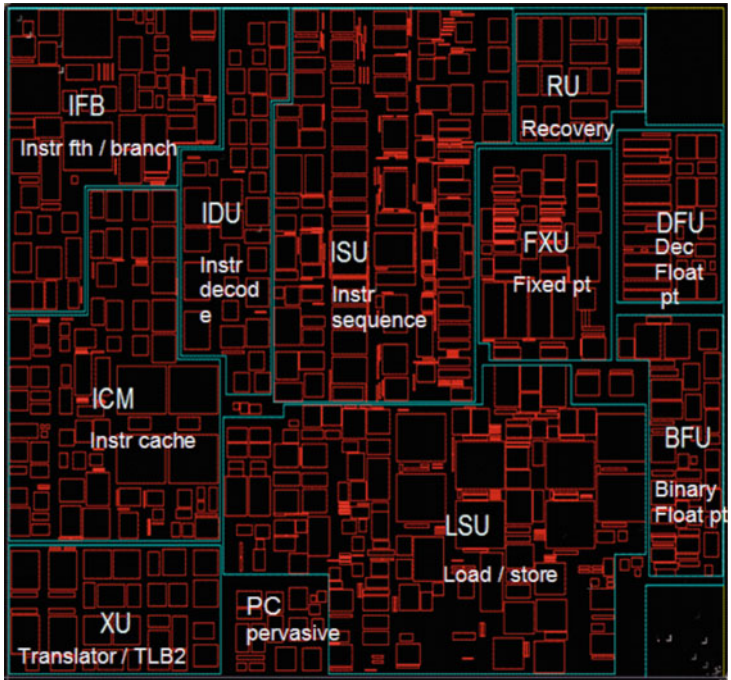 IFB
Instr fth / branch
IDU
Instr
decod
e
ISU
Instr
sequence
RU
Recovery
FXU
Fixed pt
DFU
Dec
Float
pt
ICM
Instr cache
BFU
Binary
Float pt
LSU
Load / store
XU
Translator / TLB2
PC
pervasive